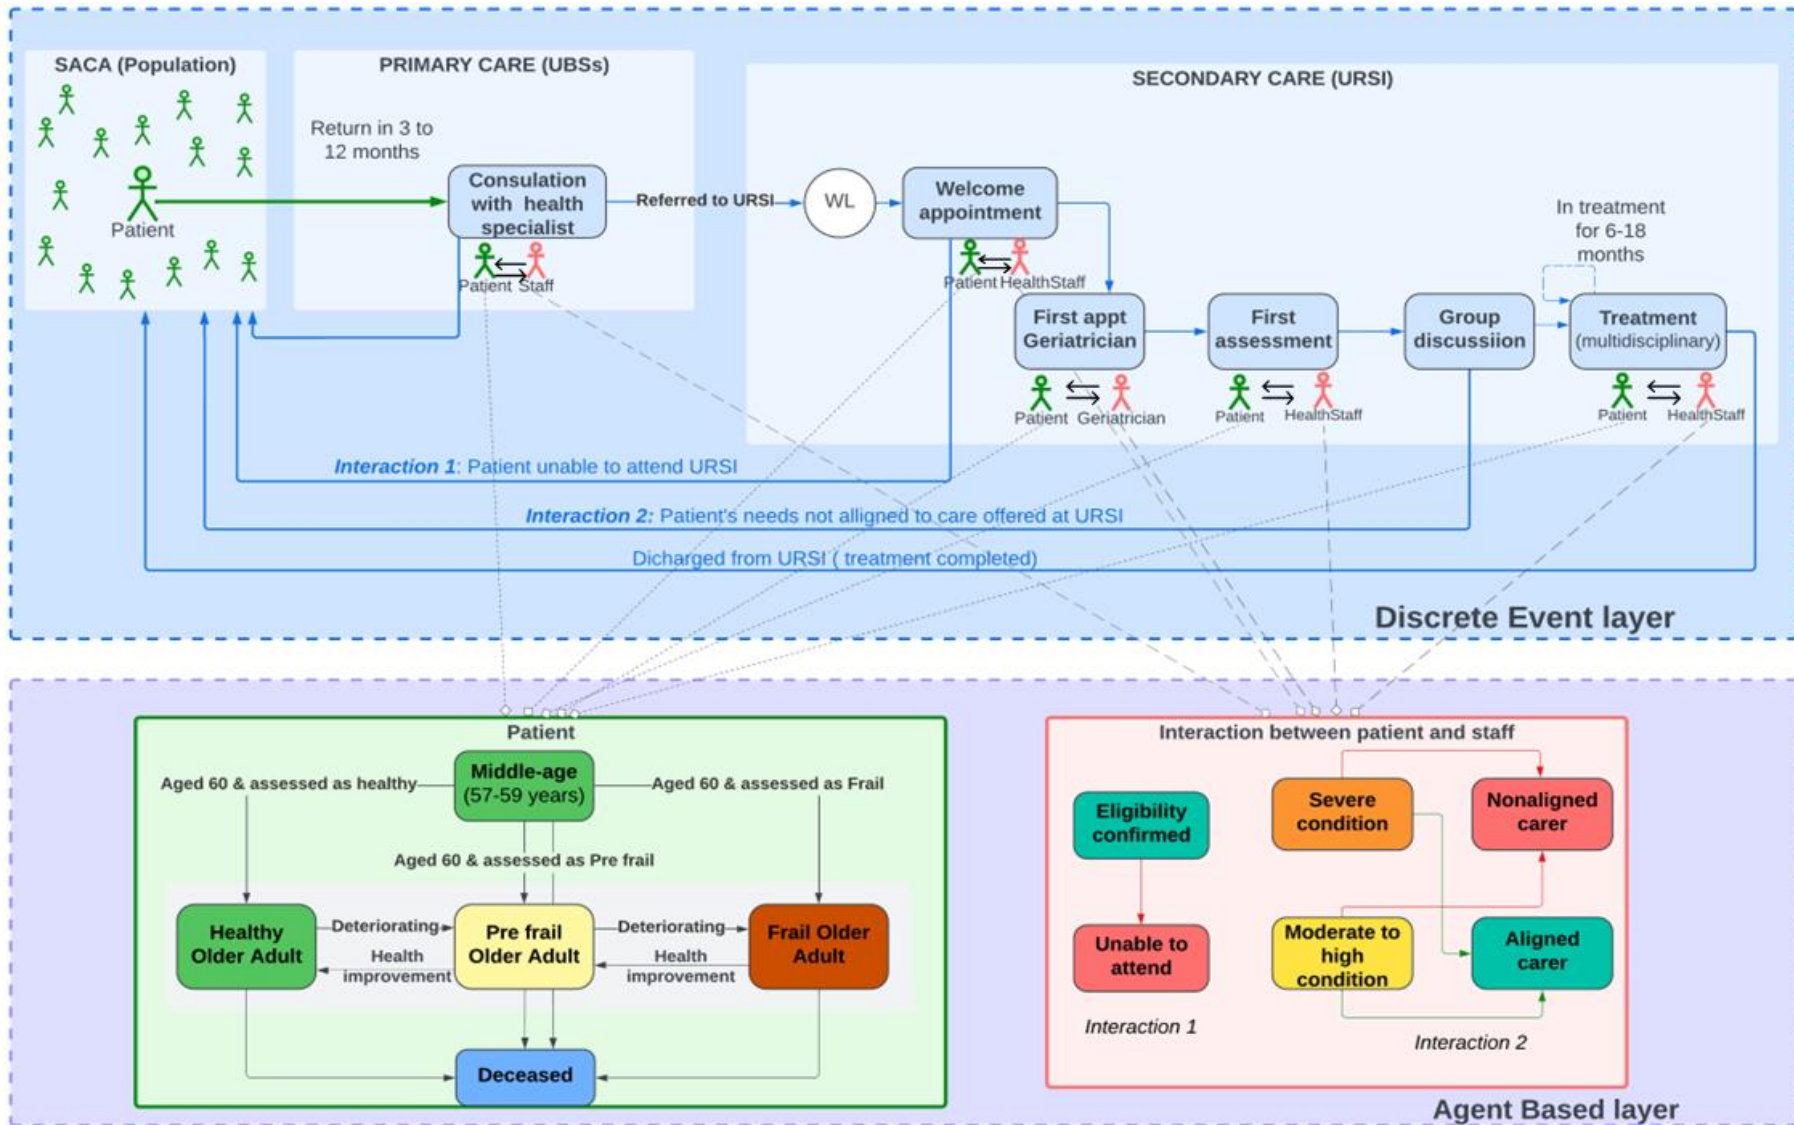 SACA (Population)
Patient
PRIMARY CARE (UBSs)
Return in 3 to
12 months
Consulation
with health
specialist
Patient Staff
Referred to URSI
SECONDARY CARE (URSI)
WL
Welcome
appointment
Patient HealthStaff
First appt
Geriatrician
Patient Geriatrician
First
assessment
Patient HealthStaff
Group
discussiion
In treatment
for 6-18
months
Treatment
(multidisciplinary)
Patient HealthStaff
Interaction 1: Patient unable to attend URSI
Interaction 2: Patient's needs not alligned to care offered at URSI
Dicharged from URSI ( treatment completed)
Discrete Event layer
Patient
Middle-age
(57-59 years)
Aged 60 & assessed as healthy
Aged 60 & assessed as Frail
Aged 60 & assessed as Pre frail
Healthy
Older Adult
Deteriorating
Health
improvement
Pre frail
Older Adult
Deteriorating
Health
improvement
Frail Older
Adult
Deceased
Interaction between patient and staff
Eligibility
confirmed
Unable to
attend
Interaction 1
Severe
condition
Nonaligned
carer
Moderate to
high
condition
Aligned
carer
Interaction 2
Agent Based layer